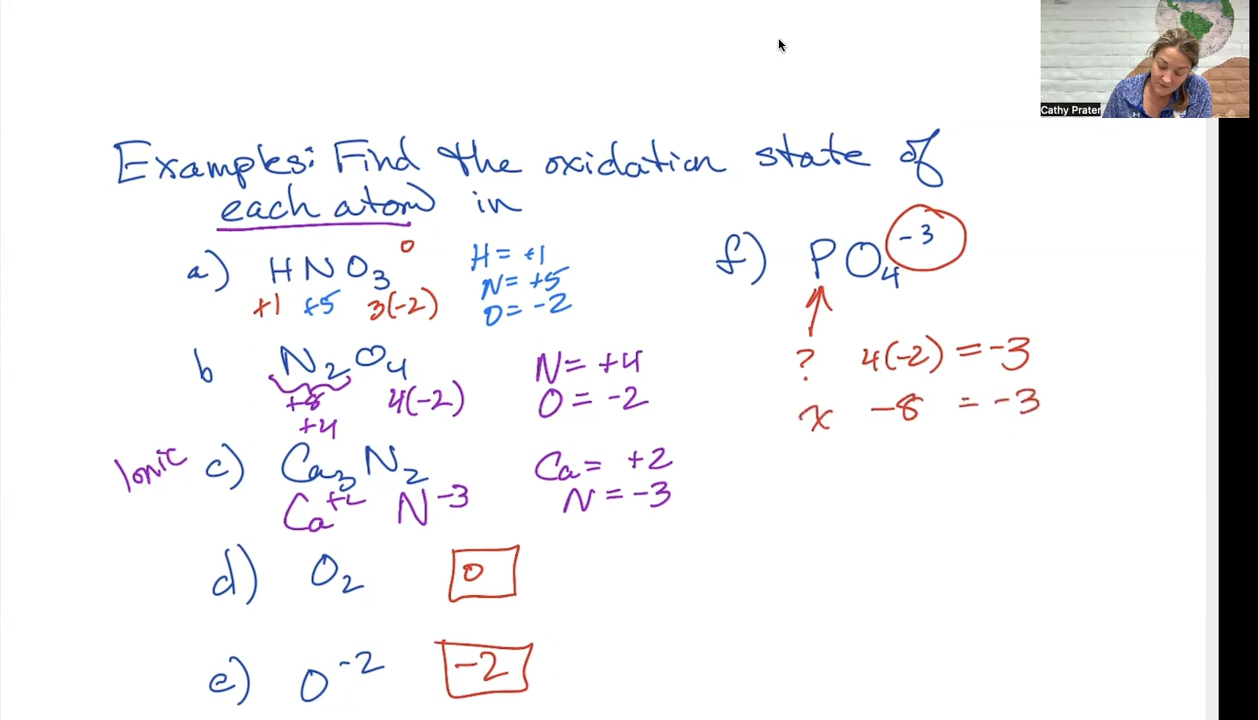 Cathy Prater
Examples: Find the oxidation state of
each atom in
a) HNO3 0
+1 +5 3(-2)
H = +1
N = +5
O = -2
b N2O4
+8 4(-2)
+4
N = +4
O = -2
Ionic c) Ca3N2
Ca+2 N-3
Ca = +2
N = -3
d) O2 0
e) O-2 -2
f) PO4-3
? 4(-2) = -3
x -8 = -3